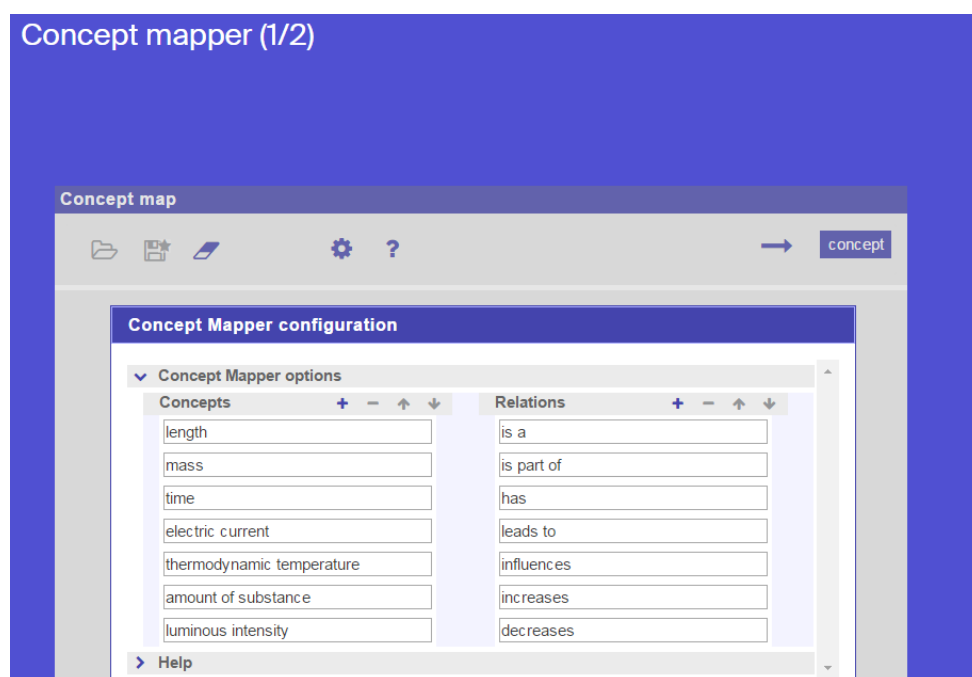 Concept mapper (1/2)
Concept map
?
concept
Concept Mapper configuration
Concept Mapper options
Concepts
Relations
length
is a
mass
is part of
time
has
electric current
leads to
thermodynamic temperature
influences
amount of substance
increases
luminous intensity
decreases
Help